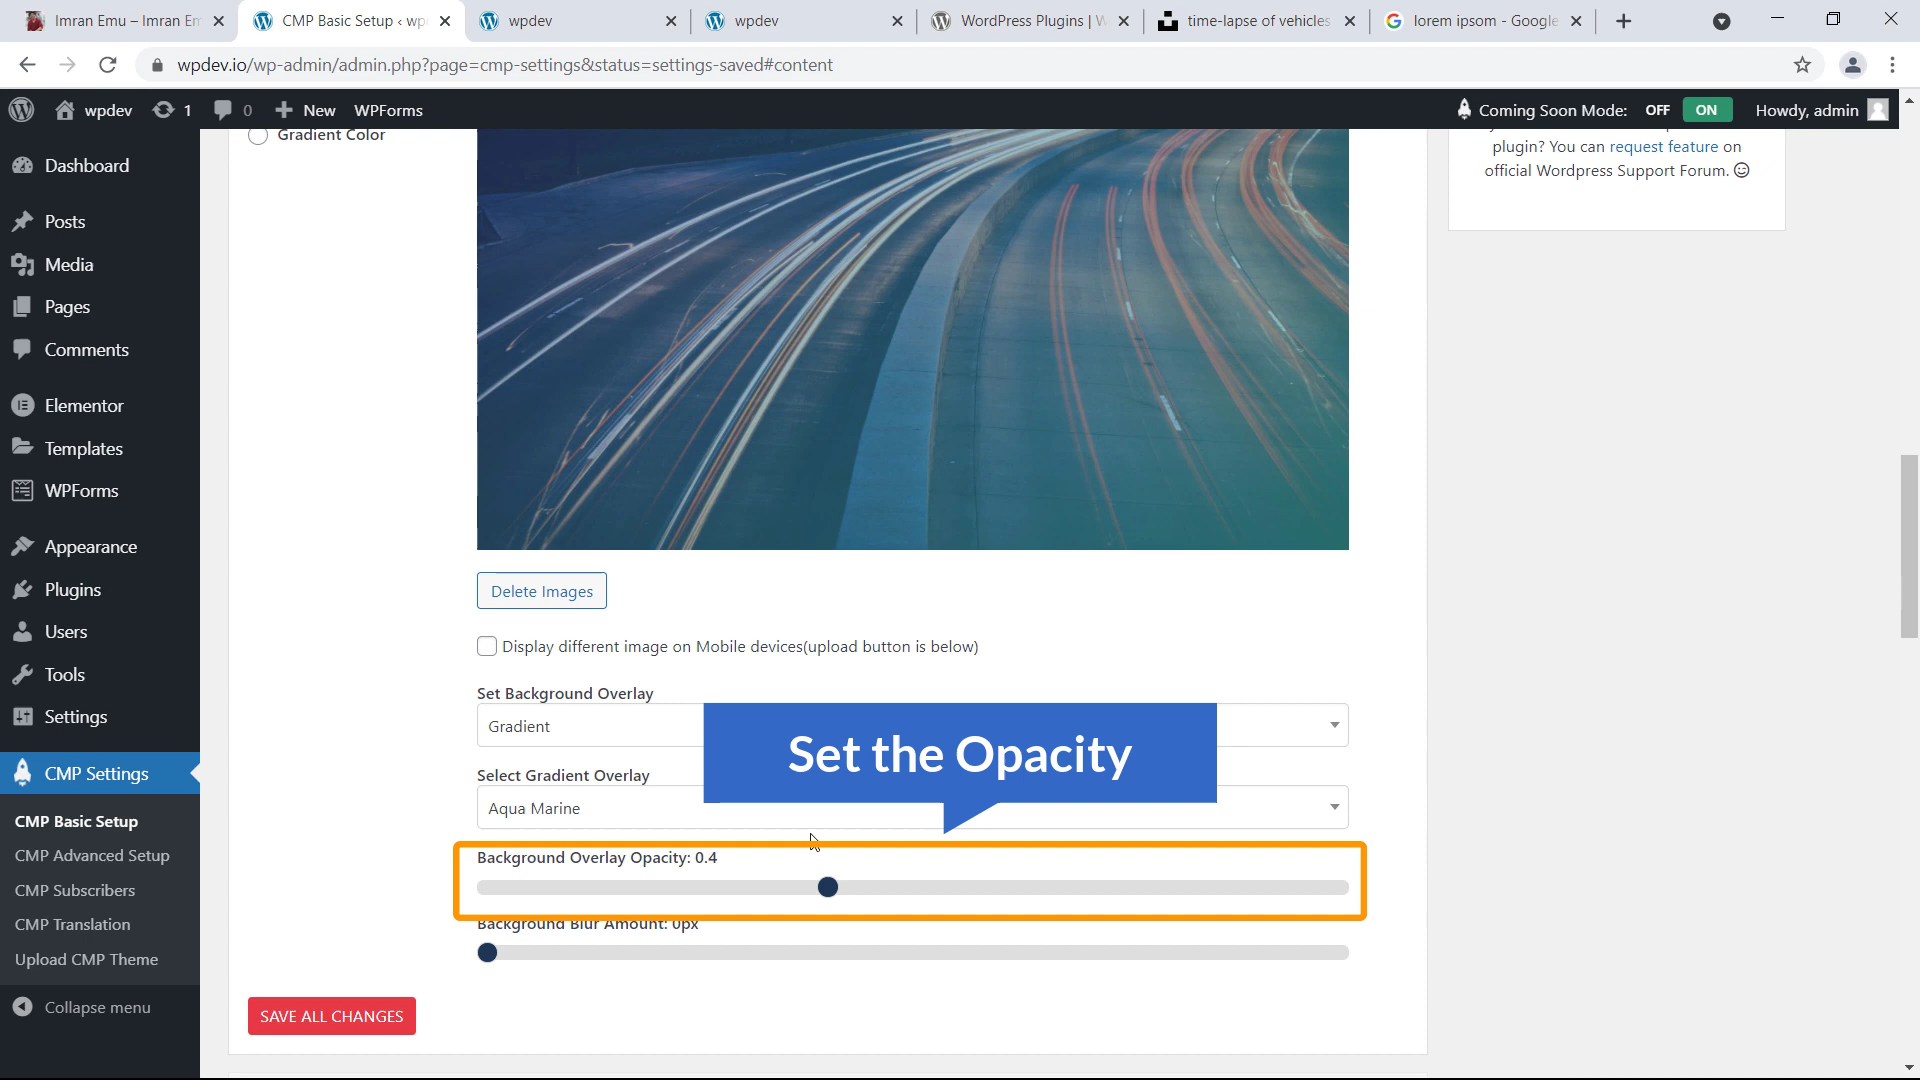 Imran Emu – Imran Em
CMP Basic Setup ‹ wp
wpdev
wpdev
WordPress Plugins | W
time-lapse of vehicles
lorem ipsom - Google
wpdev.io/wp-admin/admin.php?page=cmp-settings&status=settings-saved#content
wpdev
1
0
New
WPForms
Coming Soon Mode: OFF ON
Howdy, admin
Dashboard
Posts
Media
Pages
Comments
Elementor
Templates
WPForms
Appearance
Plugins
Users
Tools
Settings
CMP Settings
CMP Basic Setup
CMP Advanced Setup
CMP Subscribers
CMP Translation
Upload CMP Theme
Collapse menu
Gradient Color
plugin? You can request feature on
official Wordpress Support Forum.
Delete Images
Display different image on Mobile devices(upload button is below)
Set Background Overlay
Gradient
Set the Opacity
Select Gradient Overlay
Aqua Marine
Background Overlay Opacity: 0.4
Background Blur Amount: 0px
SAVE ALL CHANGES